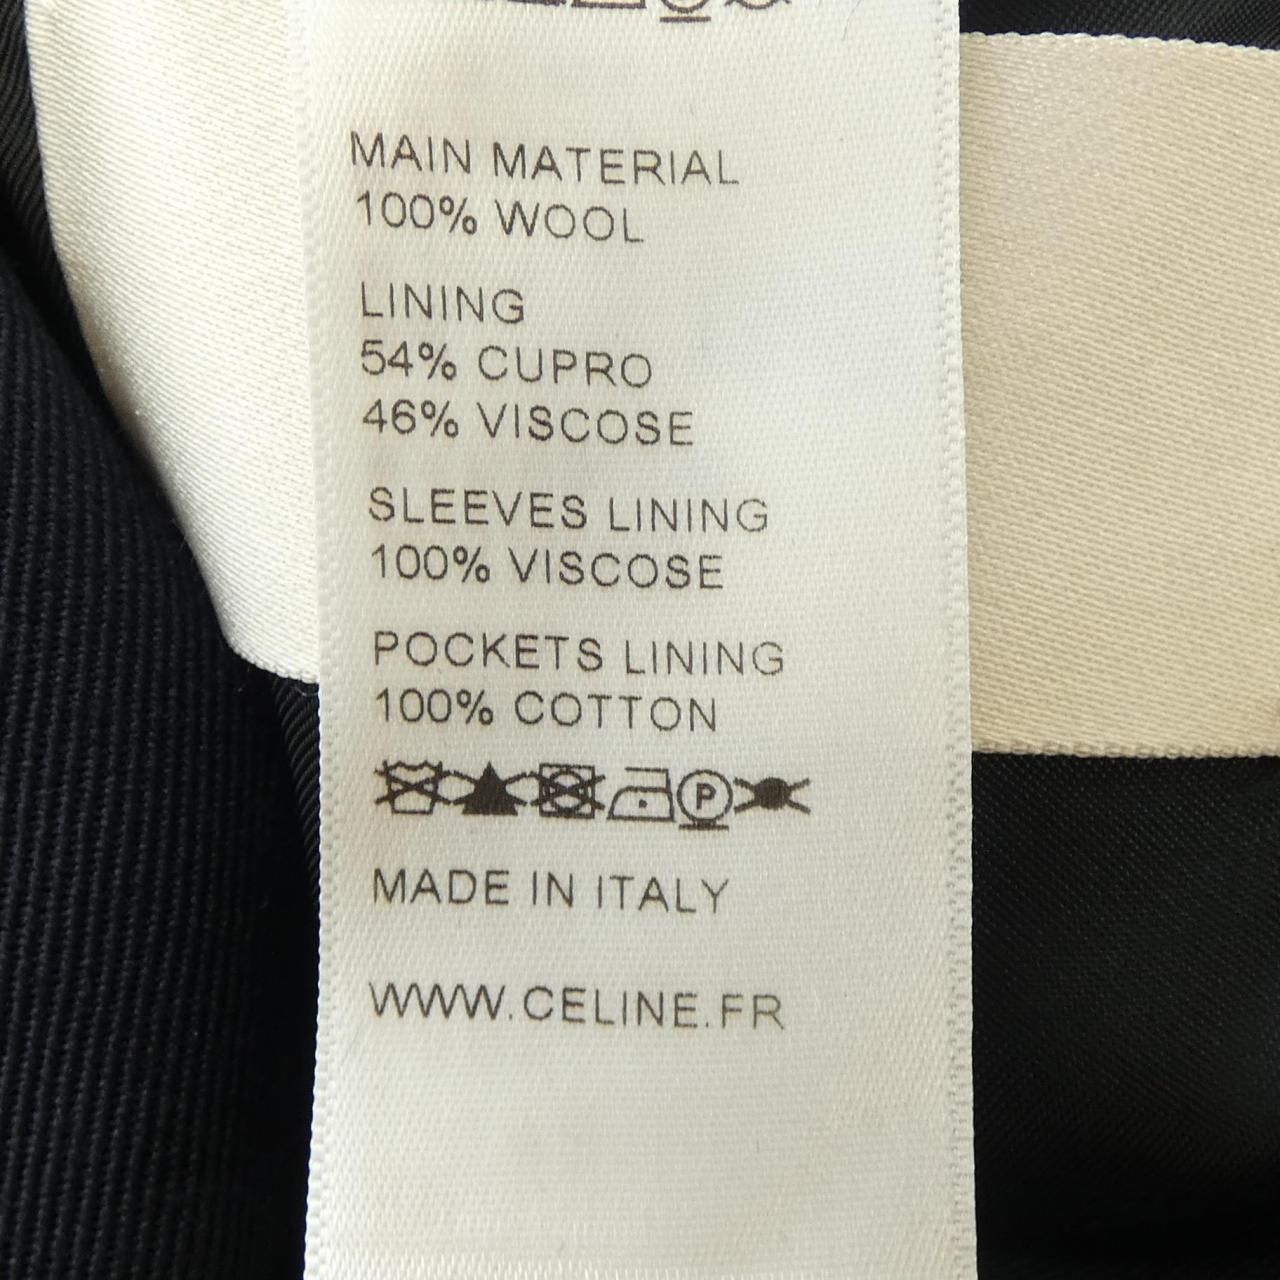 MAIN MATERIAL
100% WOOL
LINING
54% CUPRO
46% VISCOSE
SLEEVES LINING
100% VISCOSE
POCKETS LINING
100% COTTON
P
MADE IN ITALY
WWW.CELINE.FR